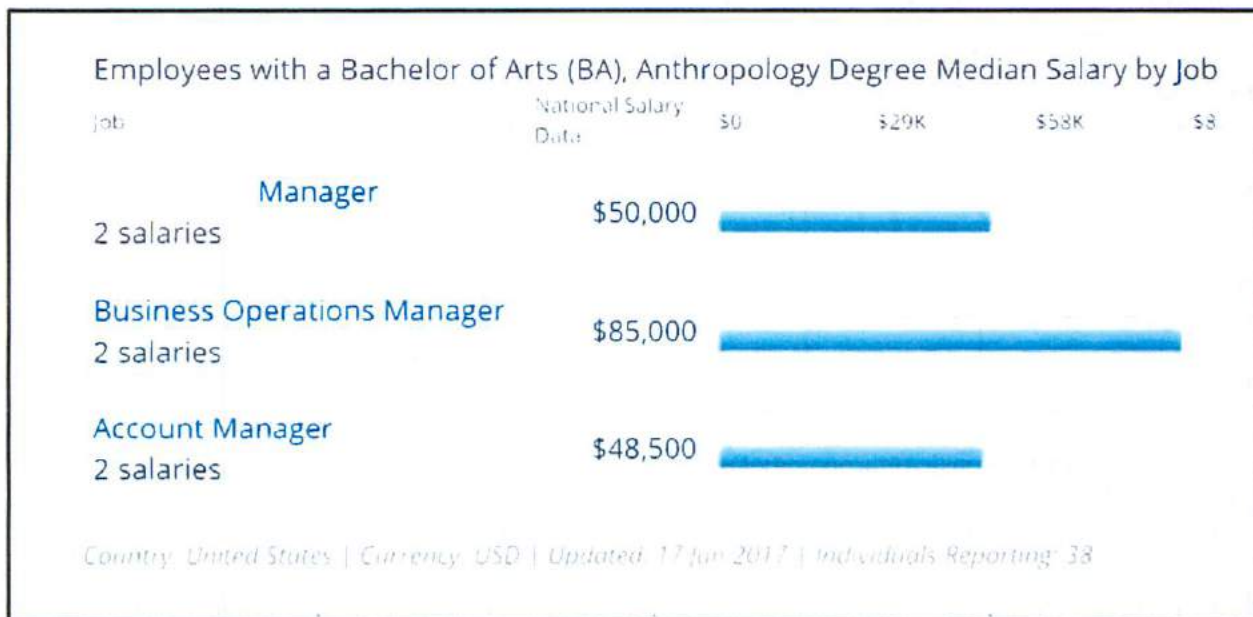 Employees with a Bachelor of Arts (BA), Anthropology Degree Median Salary by Job
Job National Salary Data $0 $29K $58K $8
Manager $50,000
2 salaries
Business Operations Manager $85,000
2 salaries
Account Manager $48,500
2 salaries
Country: United States | Currency: USD | Updated: 17 Jan 2017 | Individuals Reporting: 38